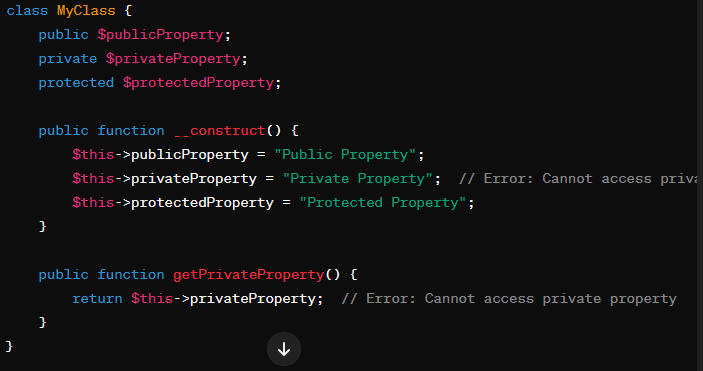 class MyClass {
    public $publicProperty;
    private $privateProperty;
    protected $protectedProperty;

    public function __construct() {
        $this->publicProperty = "Public Property";
        $this->privateProperty = "Private Property";  // Error: Cannot access
        $this->protectedProperty = "Protected Property";
    }

    public function getPrivateProperty() {
        return $this->privateProperty;  // Error: Cannot access private property
    }
}